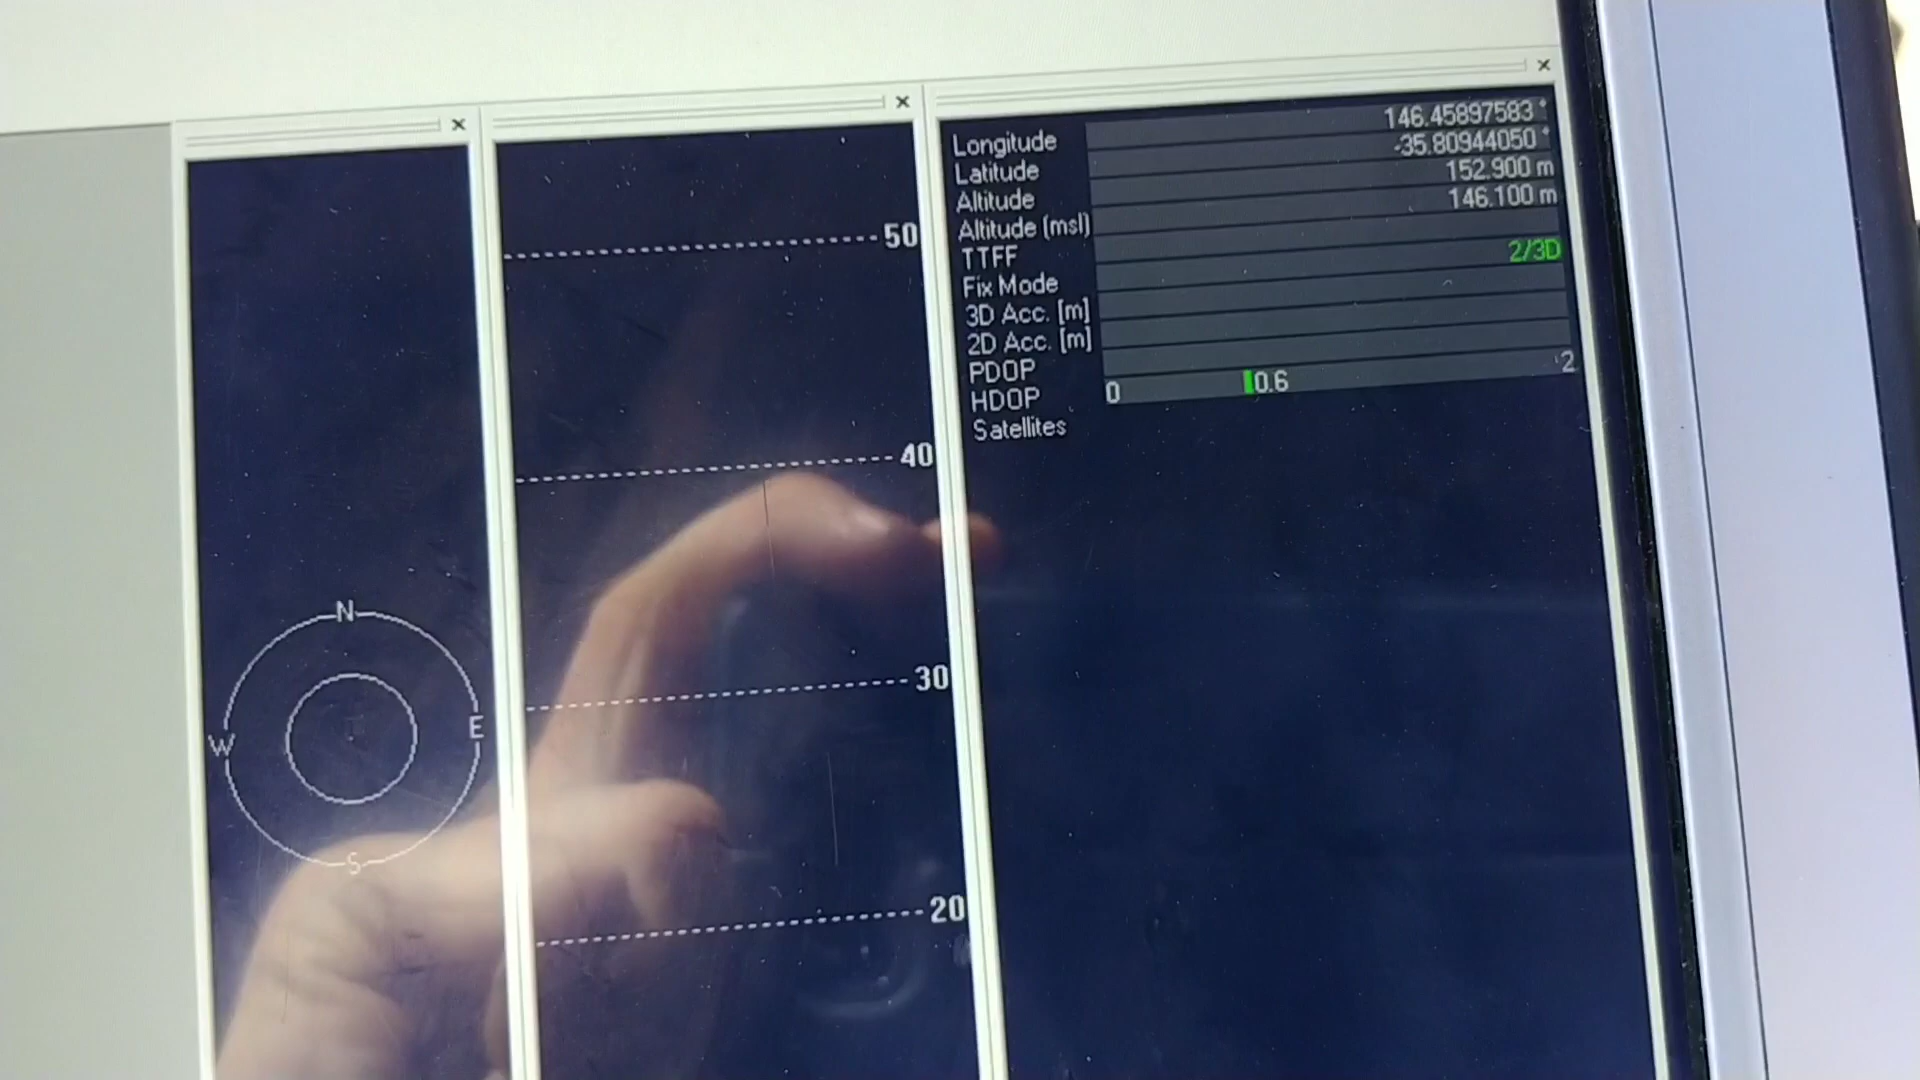 Longitude 146.45897583 °
Latitude -35.80944050 °
Altitude 152.900 m
Altitude (msl) 146.100 m
TTFF
Fix Mode 2/3D
3D Acc. [m]
2D Acc. [m]
PDOP
HDOP 0 0.6 2
Satellites
50
40
30
20
N
W E
S